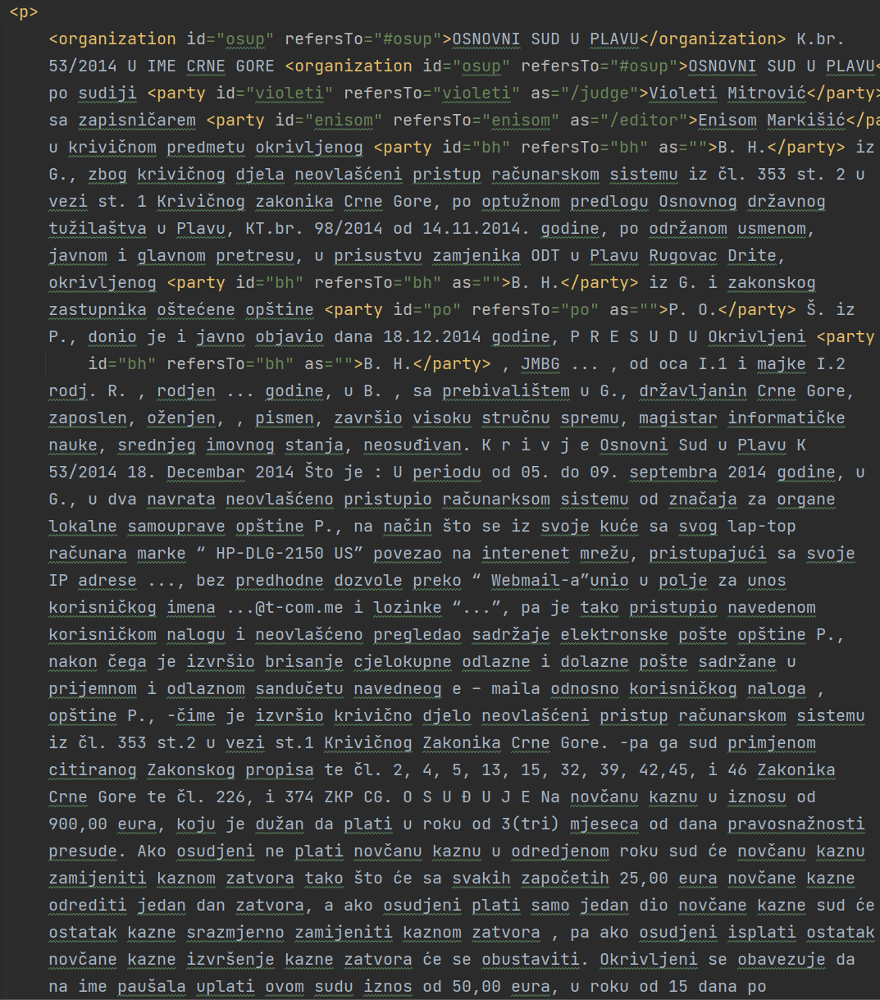 <p>
<organization id="osup" refersTo="#osup">OSNOVNI SUD U PLAVU</organization> K.br.
53/2014 U IME CRNE GORE <organization id="osup" refersTo="#osup">OSNOVNI SUD U PLAVU<
po sudiji <party id="violeti" refersTo="violeti" as="/judge">Violeti Mitrović</party>
sa zapisničarem <party id="enisom" refersTo="enisom" as="/editor">Enisom Markišić</pa
u krivičnom predmetu okrivljenog <party id="bh" refersTo="bh" as="">B. H.</party> iz
G., zbog krivičnog djela neovlašćeni pristup računarskom sistemu iz čl. 353 st. 2 u
vezi st. 1 Krivičnog zakonika Crne Gore, po optužnom predlogu Osnovnog državnog
tužilaštva u Plavu, KT.br. 98/2014 od 14.11.2014. godine, po održanom usmenom,
javnom i glavnom pretresu, u prisustvu zamjenika ODT u Plavu Rugovac Drite,
okrivljenog <party id="bh" refersTo="bh" as="">B. H.</party> iz G. i zakonskog
zastupnika oštećene opštine <party id="po" refersTo="po" as="">P. O.</party> Š. iz
P., donio je i javno objavio dana 18.12.2014 godine, P R E S U D U Okrivljeni <party
id="bh" refersTo="bh" as="">B. H.</party> , JMBG ... , od oca I.1 i majke I.2
rodj. R. , rodjen ... godine, u B. , sa prebivalištem u G., državljanin Crne Gore,
zaposlen, oženjen, , pismen, završio visoku stručnu spremu, magistar informatičke
nauke, srednjeg imovnog stanja, neosuđivan. K r i v j e Osnovni Sud u Plavu K
53/2014 18. Decembar 2014 Što je : U periodu od 05. do 09. septembra 2014 godine, u
G., u dva navrata neovlašćeno pristupio računarksom sistemu od značaja za organe
lokalne samouprave opštine P., na način što se iz svoje kuće sa svog lap-top
računara marke “ HP-DLG-2150 US” povezao na interenet mrežu, pristupajući sa svoje
IP adrese ..., bez predhodne dozvole preko “ Webmail-a”unio u polje za unos
korisničkog imena ...@t-com.me i lozinke “...”, pa je tako pristupio navedenom
korisničkom nalogu i neovlašćeno pregledao sadržaje elektronske pošte opštine P.,
nakon čega je izvršio brisanje cjelokupne odlazne i dolazne pošte sadržane u
prijemnom i odlaznom sandučetu navedneog e – maila odnosno korisničkog naloga ,
opštine P., -čime je izvršio krivično djelo neovlašćeni pristup računarskom sistemu
iz čl. 353 st.2 u vezi st.1 Krivičnog Zakonika Crne Gore. -pa ga sud primjenom
citiranog Zakonskog propisa te čl. 2, 4, 5, 13, 15, 32, 39, 42,45, i 46 Zakonika
Crne Gore te čl. 226, i 374 ZKP CG. O S U Đ U J E Na novčanu kaznu u iznosu od
900,00 eura, koju je dužan da plati u roku od 3(tri) mjeseca od dana pravosnažnosti
presude. Ako osudjeni ne plati novčanu kaznu u odredjenom roku sud će novčanu kaznu
zamijeniti kaznom zatvora tako što će sa svakih započetih 25,00 eura novčane kazne
odrediti jedan dan zatvora, a ako osudjeni plati samo jedan dio novčane kazne sud će
ostatak kazne srazmjerno zamijeniti kaznom zatvora , pa ako osudjeni isplati ostatak
novčane kazne izvršenje kazne zatvora će se obustaviti. Okrivljeni se obavezuje da
na ime paušala uplati ovom sudu iznos od 50,00 eura, u roku od 15 dana po